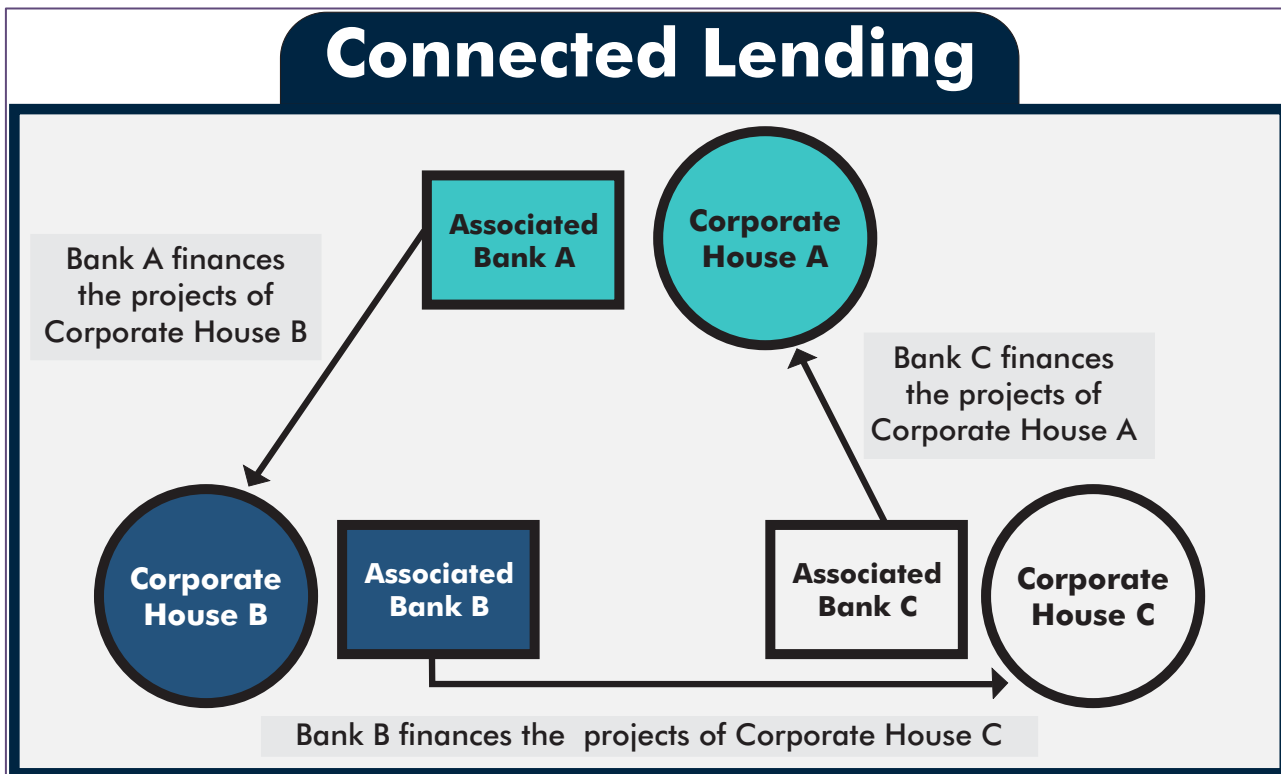 Connected Lending
Associated
Bank A
Corporate
House A
Bank A finances
the projects of
Corporate House B
Bank C finances
the projects of
Corporate House A
Corporate
House B
Associated
Bank B
Associated
Bank C
Corporate
House C
Bank B finances the projects of Corporate House C